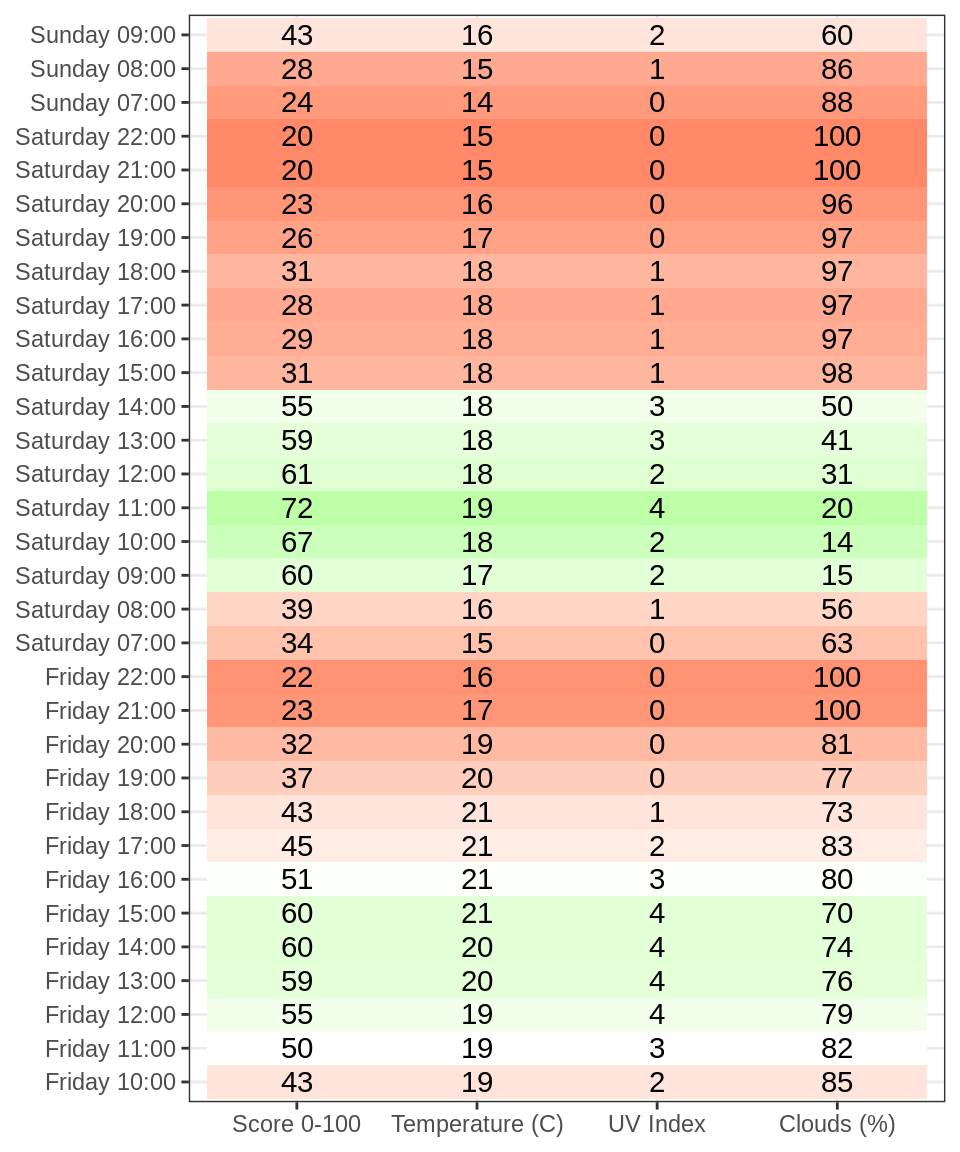 Sunday 09:00 43 16 2 60
Sunday 08:00 28 15 1 86
Sunday 07:00 24 14 0 88
Saturday 22:00 20 15 0 100
Saturday 21:00 20 15 0 100
Saturday 20:00 23 16 0 96
Saturday 19:00 26 17 0 97
Saturday 18:00 31 18 1 97
Saturday 17:00 28 18 1 97
Saturday 16:00 29 18 1 97
Saturday 15:00 31 18 1 98
Saturday 14:00 55 18 3 50
Saturday 13:00 59 18 3 41
Saturday 12:00 61 18 2 31
Saturday 11:00 72 19 4 20
Saturday 10:00 67 18 2 14
Saturday 09:00 60 17 2 15
Saturday 08:00 39 16 1 56
Saturday 07:00 34 15 0 63
Friday 22:00 22 16 0 100
Friday 21:00 23 17 0 100
Friday 20:00 32 19 0 81
Friday 19:00 37 20 0 77
Friday 18:00 43 21 1 73
Friday 17:00 45 21 2 83
Friday 16:00 51 21 3 80
Friday 15:00 60 21 4 70
Friday 14:00 60 20 4 74
Friday 13:00 59 20 4 76
Friday 12:00 55 19 4 79
Friday 11:00 50 19 3 82
Friday 10:00 43 19 2 85
Score 0-100 Temperature (C) UV Index Clouds (%)